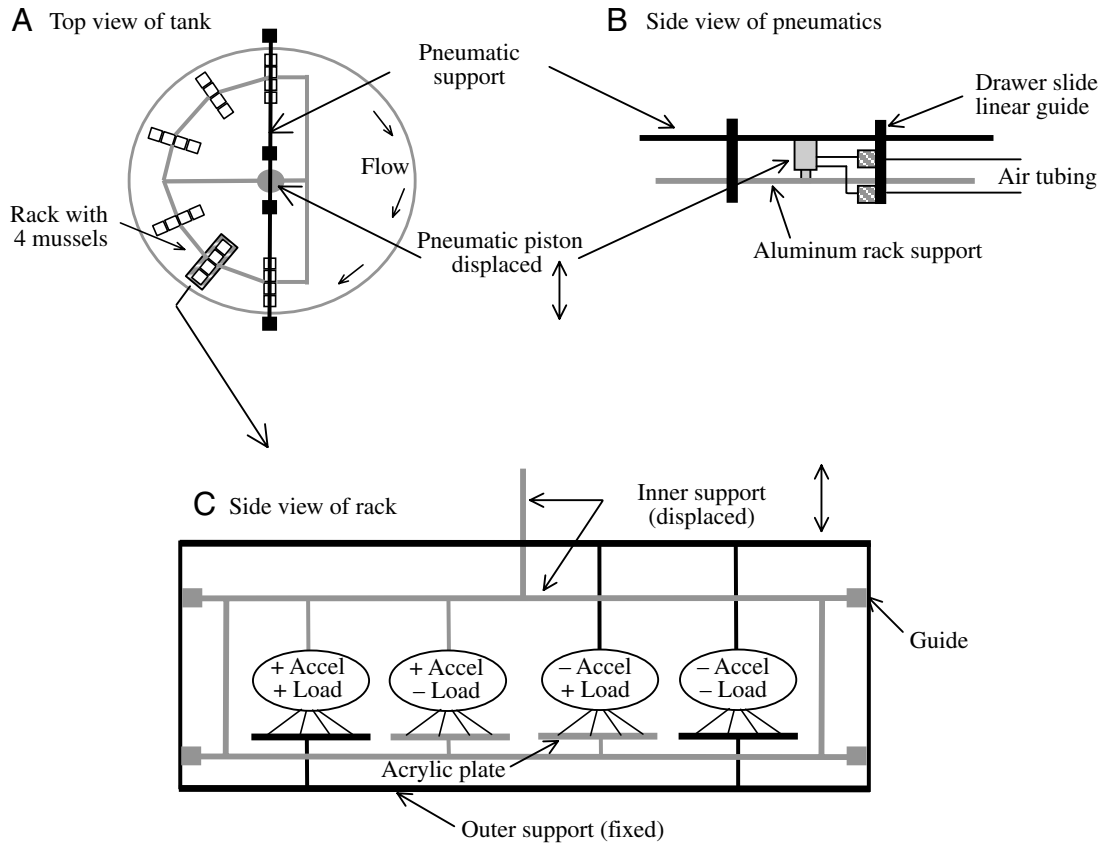 A Top view of tank
Pneumatic
support
Flow
Rack with
4 mussels
Pneumatic piston
displaced
B Side view of pneumatics
Drawer slide
linear guide
Air tubing
Aluminum rack support
C Side view of rack
Inner support
(displaced)
Guide
+ Accel
+ Load
+ Accel
– Load
– Accel
+ Load
– Accel
– Load
Acrylic plate
Outer support (fixed)